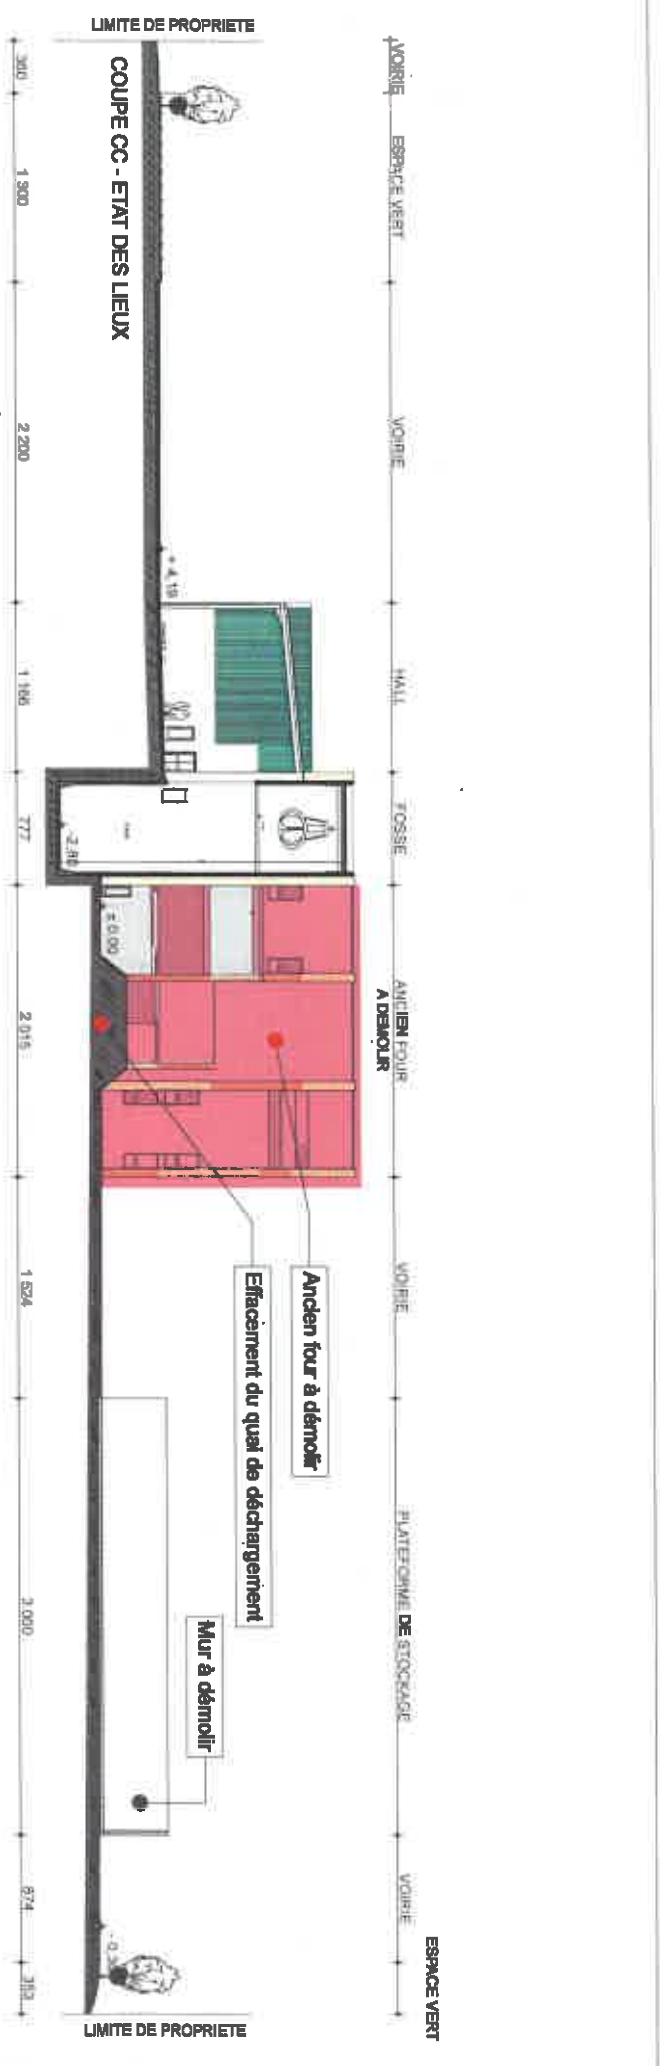 ESPACE VERT
VOIRIE
ESPACE VERT
VOIRIE
HALL
FOSSE
ANCIEN FOUR
A DEMOLIR
VOIRIE
PLATEFORME DE STOCKAGE
VOIRIE
Ancien four à démolir
Effacement du quai de déchargement
Mur à démolir
+ 4,19
-2,80
± 0.00
LIMITE DE PROPRIETE
LIMITE DE PROPRIETE
COUPE CC - ETAT DES LIEUX
1 300
2 200
1 166
777
2 015
1 524
3 000
874